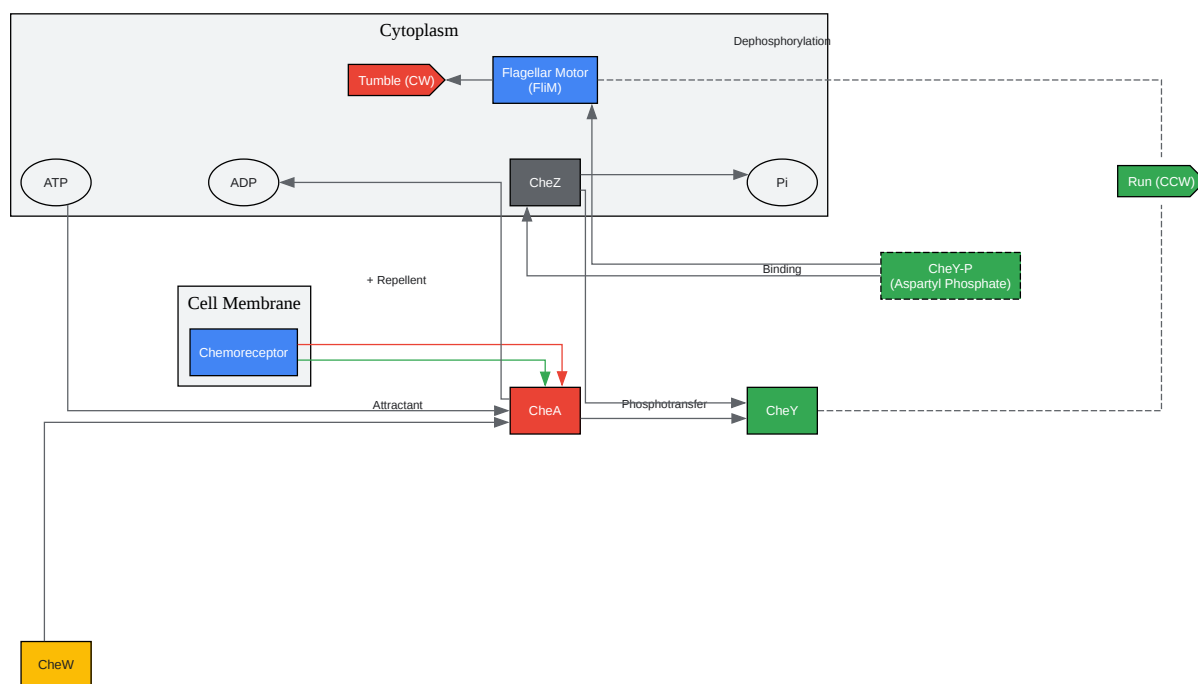 Cytoplasm
Dephosphorylation
Tumble (CW)
Flagellar Motor
(FliM)
ATP
ADP
CheZ
Pi
Run (CCW)
Binding
CheY-P
(Aspartyl Phosphate)
+ Repellent
Cell Membrane
Chemoreceptor
Attractant
CheA
Phosphotransfer
CheY
CheW